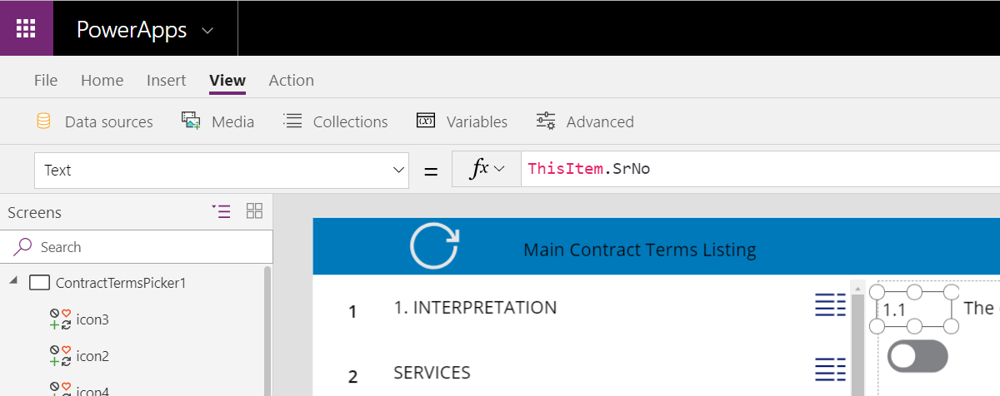 PowerApps
File Home Insert View Action
Data sources Media Collections (x) Variables Advanced
Text = fx ThisItem.SrNo
Screens
Search
Main Contract Terms Listing
ContractTermsPicker1
1 1. INTERPRETATION 1.1 The
icon3
icon2
2 SERVICES
icon4